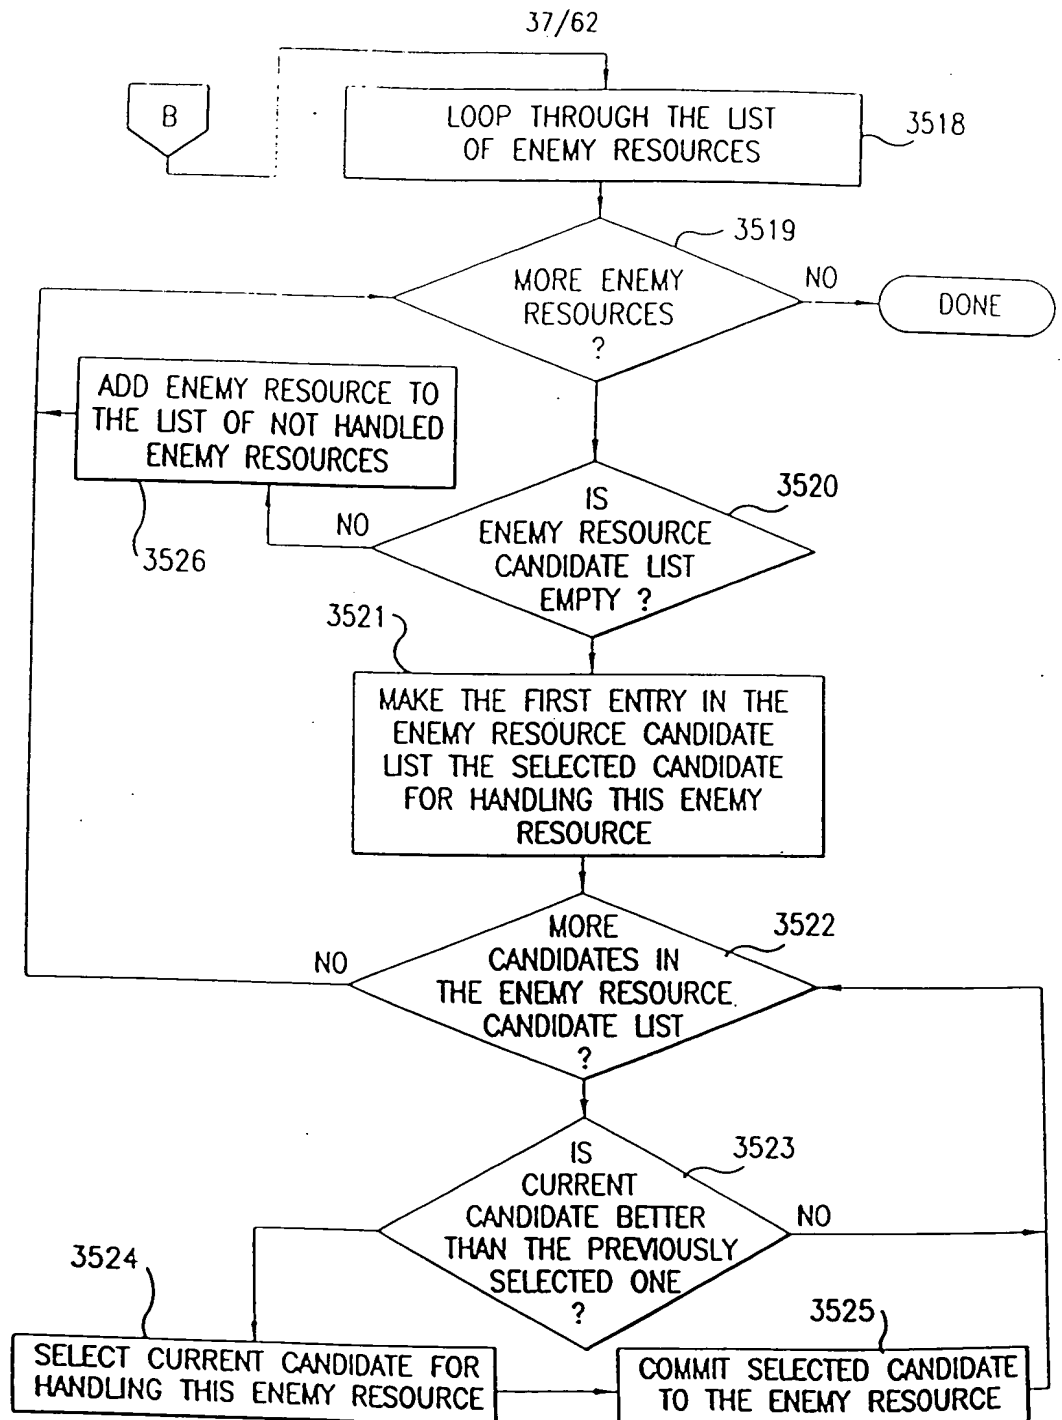 37/62
B
LOOP THROUGH THE LIST
OF ENEMY RESOURCES
3518
3519
MORE ENEMY
RESOURCES
?
NO
DONE
ADD ENEMY RESOURCE TO
THE LIST OF NOT HANDLED
ENEMY RESOURCES
3526
NO
3520
IS
ENEMY RESOURCE
CANDIDATE LIST
EMPTY ?
3521
MAKE THE FIRST ENTRY IN THE
ENEMY RESOURCE CANDIDATE
LIST THE SELECTED CANDIDATE
FOR HANDLING THIS ENEMY
RESOURCE
3522
NO
MORE
CANDIDATES IN
THE ENEMY RESOURCE
CANDIDATE LIST
?
3523
IS
CURRENT
CANDIDATE BETTER
THAN THE PREVIOUSLY
SELECTED ONE
?
NO
3524
SELECT CURRENT CANDIDATE FOR
HANDLING THIS ENEMY RESOURCE
3525
COMMIT SELECTED CANDIDATE
TO THE ENEMY RESOURCE